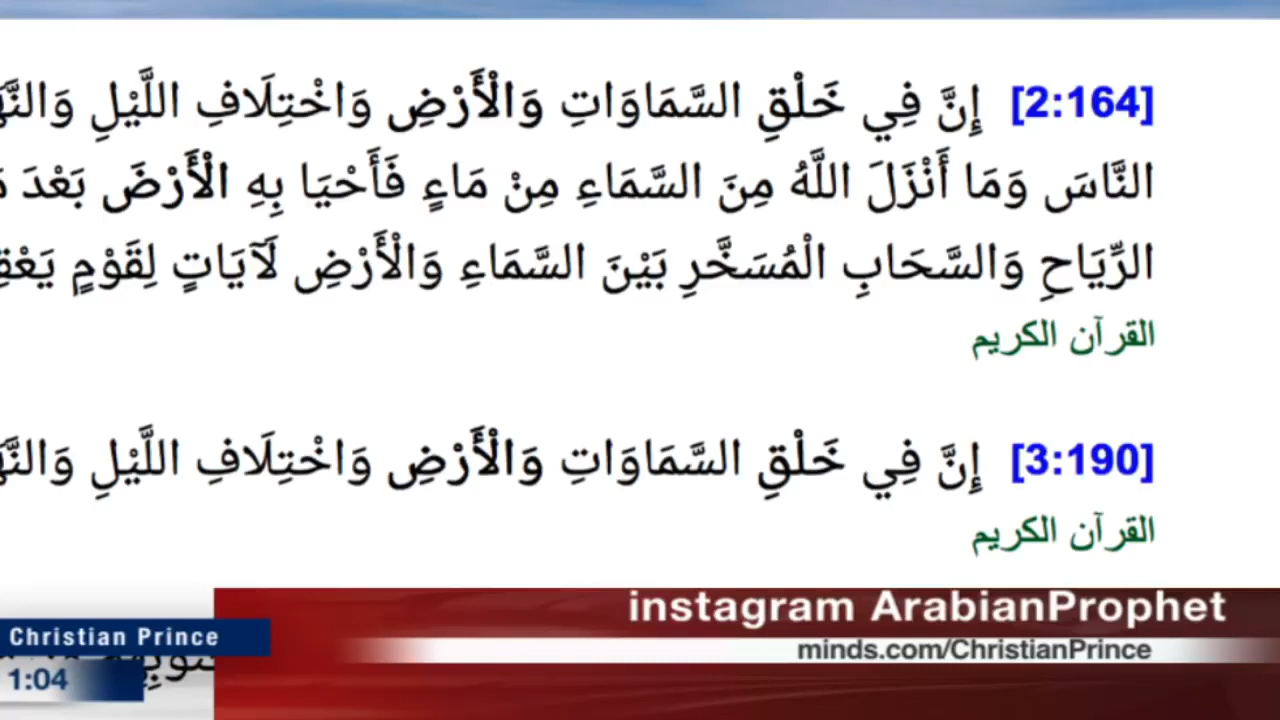 [2:164] إِنَّ فِي خَلْقِ السَّمَاوَاتِ وَالْأَرْضِ وَاخْتِلَافِ اللَّيْلِ
النَّاسَ وَمَا أَنْزَلَ اللَّهُ مِنَ السَّمَاءِ مِنْ مَاءٍ فَأَحْيَا بِهِ الْأَرْضَ بَعْدَ
الرِّيَاحِ وَالسَّحَابِ الْمُسَخَّرِ بَيْنَ السَّمَاءِ وَالْأَرْضِ لَآيَاتٍ لِقَوْمٍ
القرآن الكريم
[3:190] إِنَّ فِي خَلْقِ السَّمَاوَاتِ وَالْأَرْضِ وَاخْتِلَافِ اللَّيْلِ
القرآن الكريم
instagram ArabianProphet
Christian Prince
minds.com/ChristianPrince
1:04